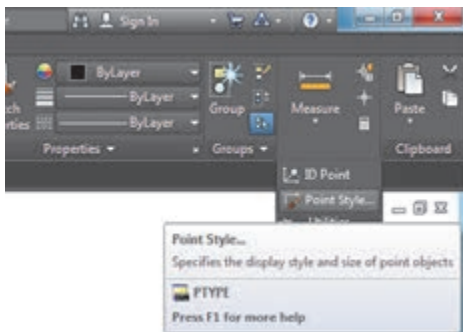 Sign In
ByLayer
ByLayer
ByLayer
Group
Measure
Paste
Properties
Groups
Clipboard
ID Point
Point Style...
Utilities
Point Style...
Specifies the display style and size of point objects
PTYPE
Press F1 for more help